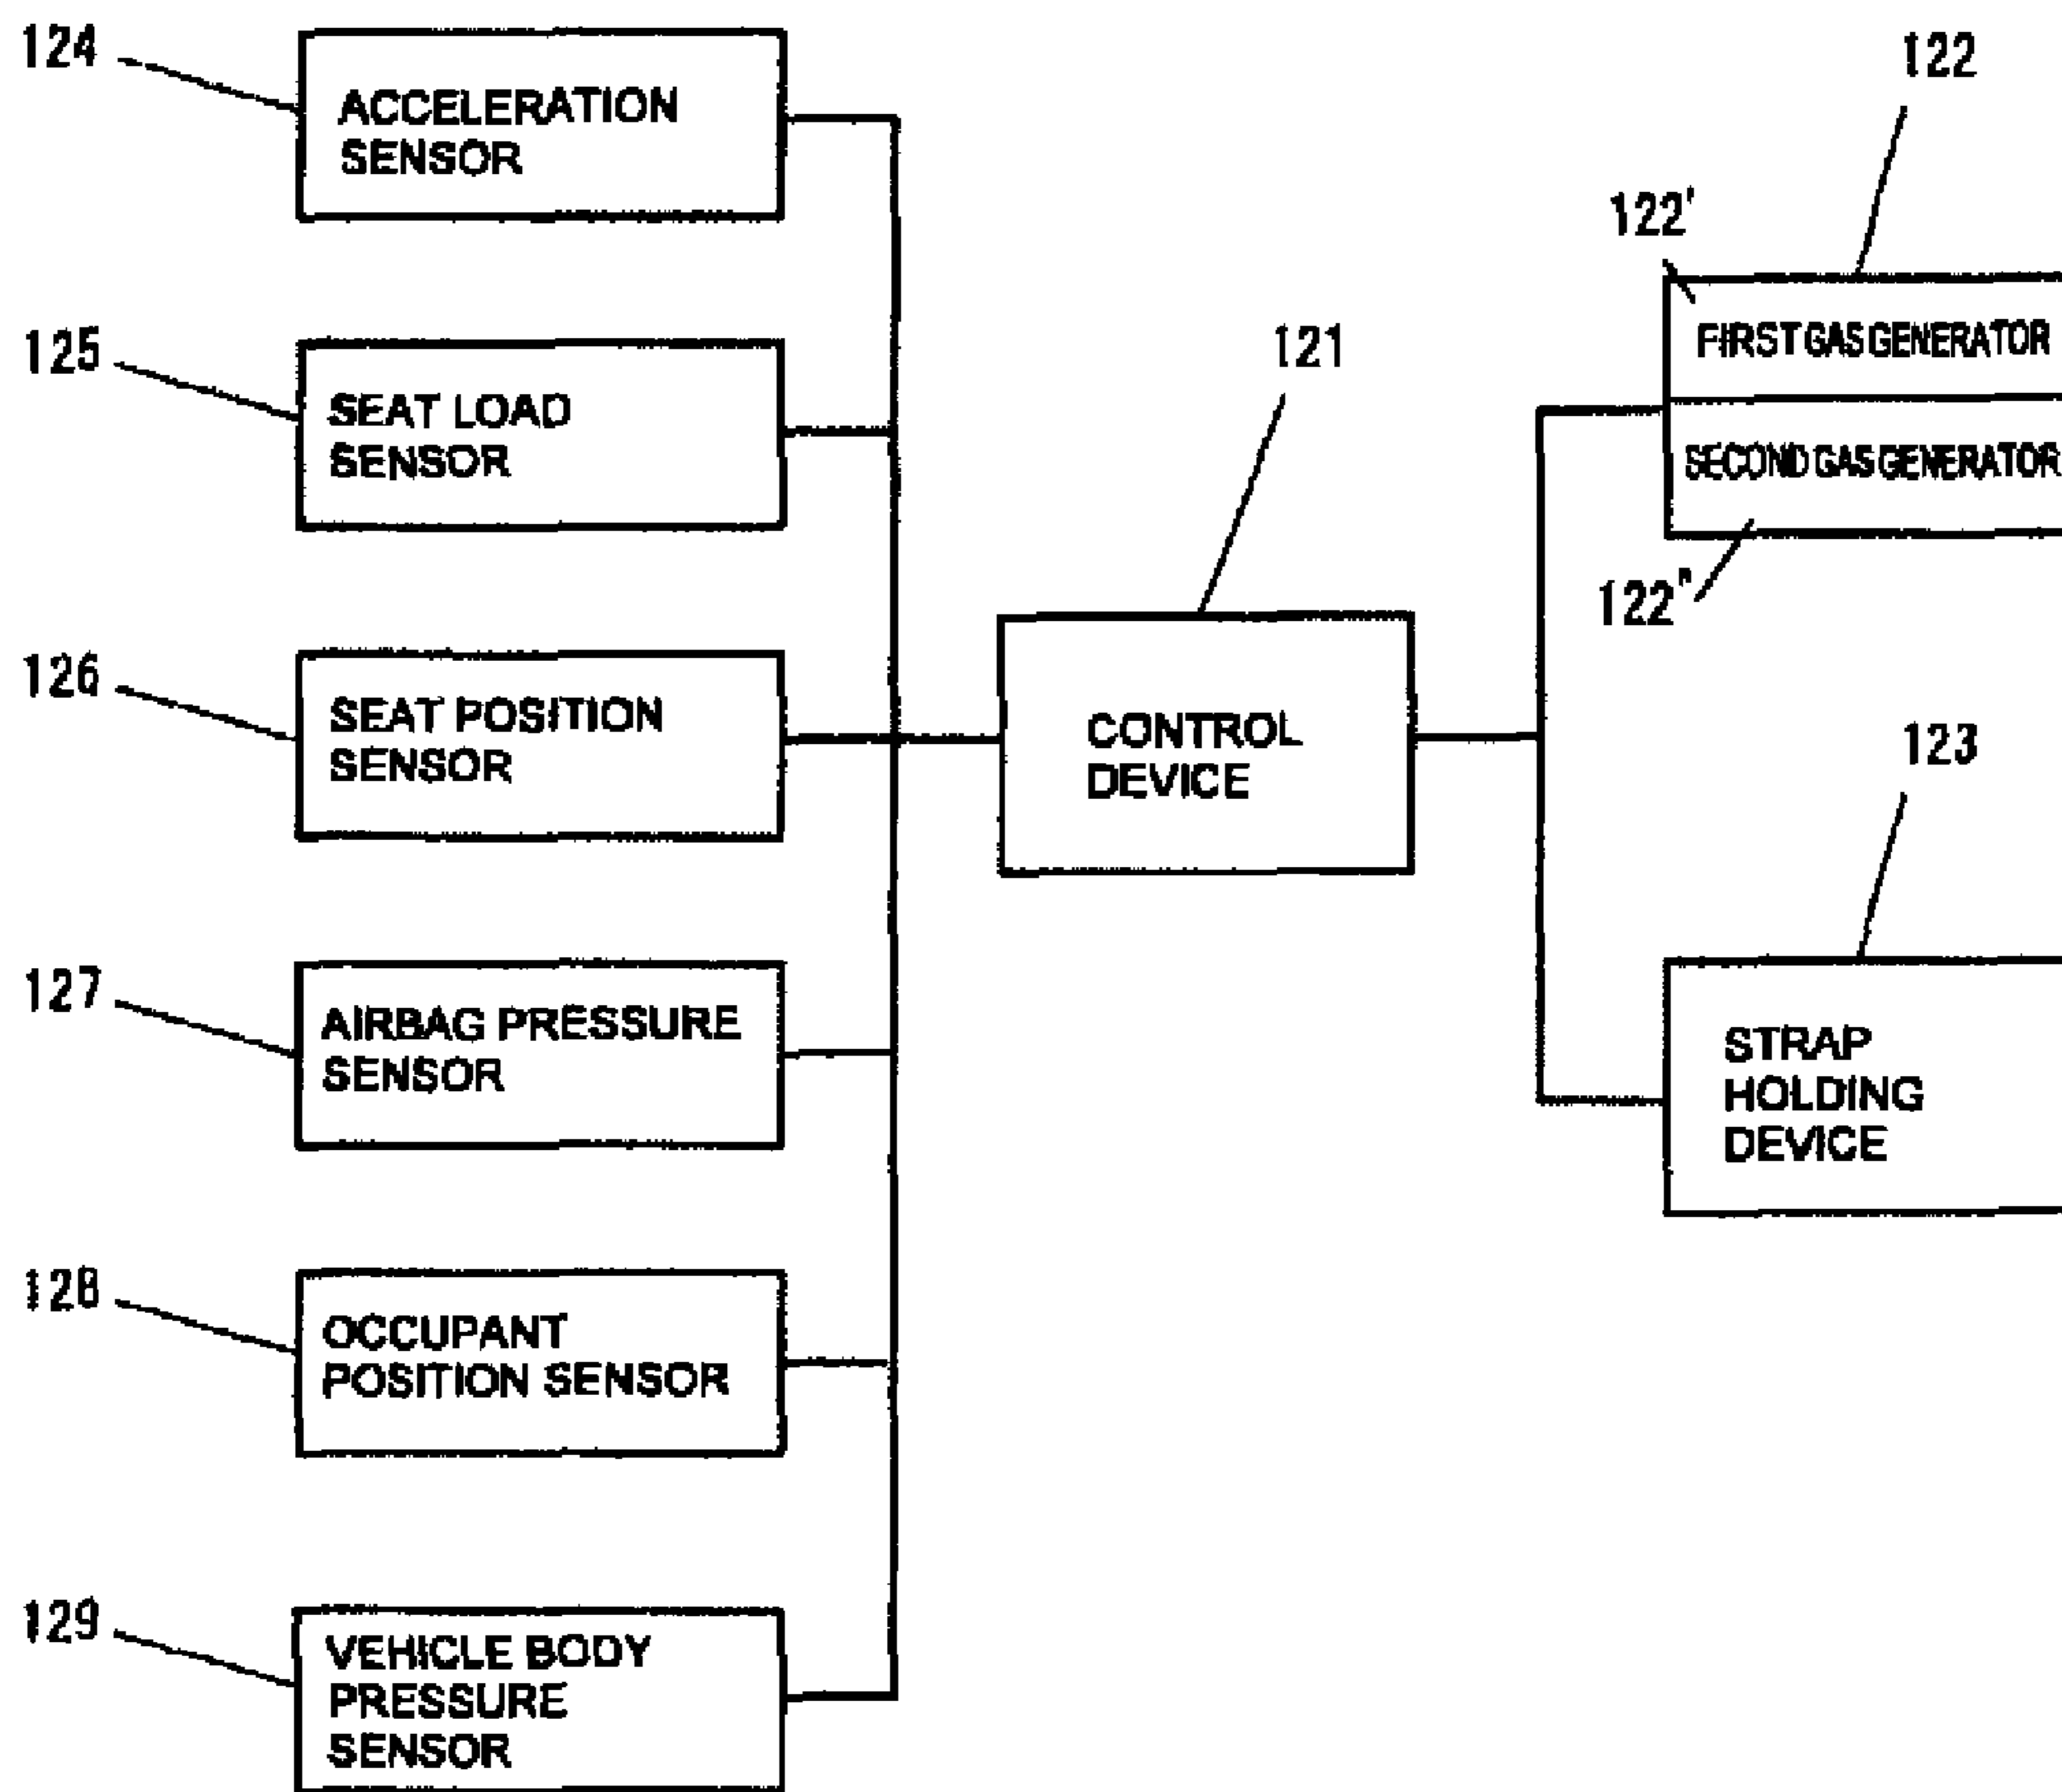 124
ACCELERATION
SENSOR
125
SEAT LOAD
SENSOR
126
SEAT POSITION
SENSOR
127
AIRBAG PRESSURE
SENSOR
128
OCCUPANT
POSITION SENSOR
129
VEHICLE BODY
PRESSURE
SENSOR
121
CONTROL
DEVICE
122
122'
FIRST GAS GENERATOR
SECOND GAS GENERATOR
122"
123
STRAP
HOLDING
DEVICE